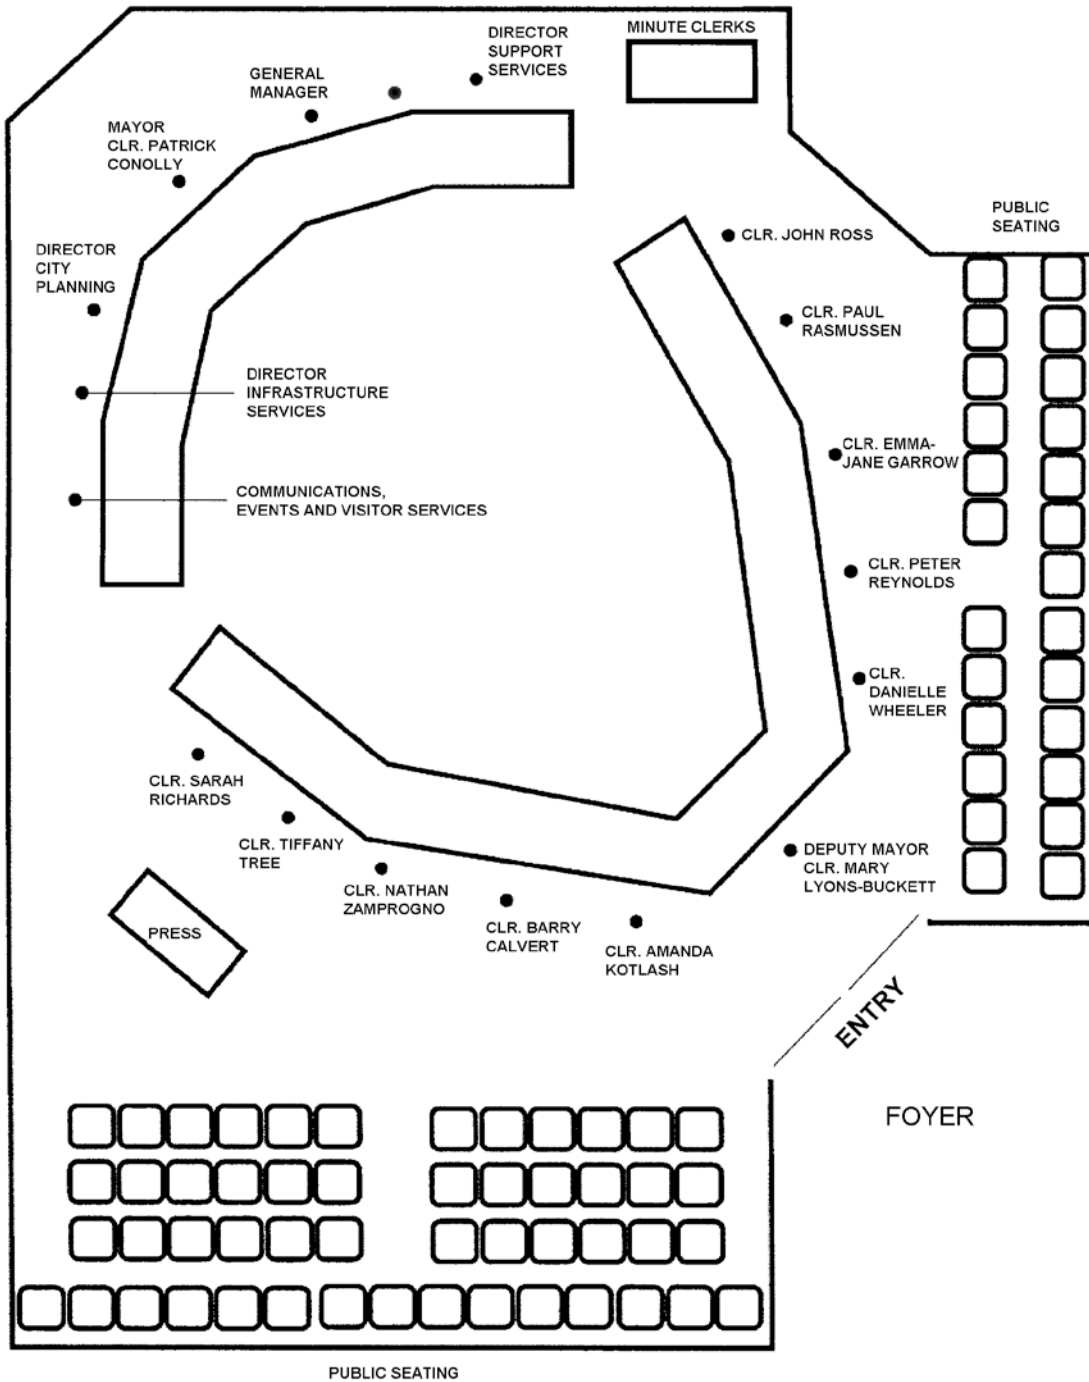 MINUTE CLERKS
DIRECTOR
SUPPORT
SERVICES
GENERAL
MANAGER
MAYOR
CLR. PATRICK
CONOLLY
DIRECTOR
CITY
PLANNING
DIRECTOR
INFRASTRUCTURE
SERVICES
COMMUNICATIONS,
EVENTS AND VISITOR SERVICES
PUBLIC
SEATING
CLR. JOHN ROSS
CLR. PAUL
RASMUSSEN
CLR. EMMA-
JANE GARROW
CLR. PETER
REYNOLDS
CLR.
DANIELLE
WHEELER
DEPUTY MAYOR
CLR. MARY
LYONS-BUCKETT
CLR. SARAH
RICHARDS
CLR. TIFFANY
TREE
CLR. NATHAN
ZAMPROGNO
CLR. BARRY
CALVERT
CLR. AMANDA
KOTLASH
PRESS
ENTRY
FOYER
PUBLIC SEATING